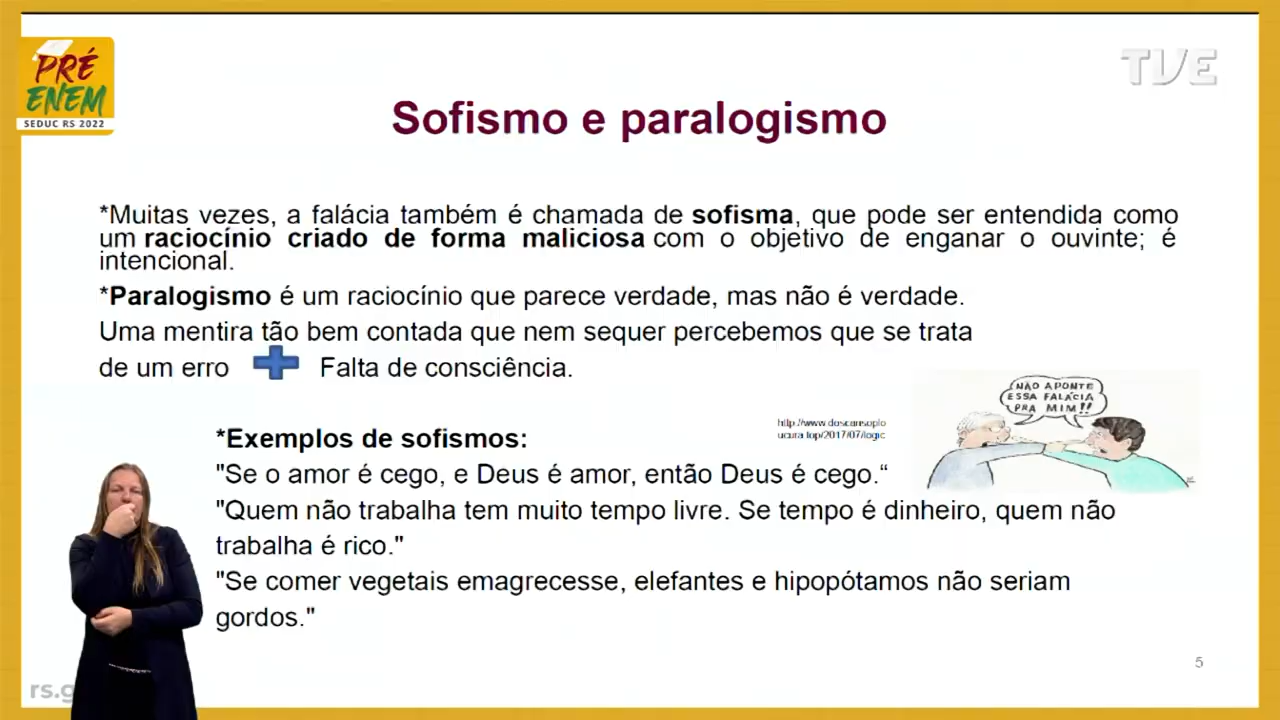 PRÉ
ENEM
SEDUC RS 2022
TVE
Sofismo e paralogismo
*Muitas vezes, a falácia também é chamada de sofisma, que pode ser entendida como
um raciocínio criado de forma maliciosa com o objetivo de enganar o ouvinte; é
intencional.
*Paralogismo é um raciocínio que parece verdade, mas não é verdade.
Uma mentira tão bem contada que nem sequer percebemos que se trata
de um erro Falta de consciência.
NÃO APONTE
ESSA FALÁCIA
PRA MIM!!
*Exemplos de sofismos:
"Se o amor é cego, e Deus é amor, então Deus é cego.“
"Quem não trabalha tem muito tempo livre. Se tempo é dinheiro, quem não
trabalha é rico."
"Se comer vegetais emagrecesse, elefantes e hipopótamos não seriam
gordos."
5
rs.g